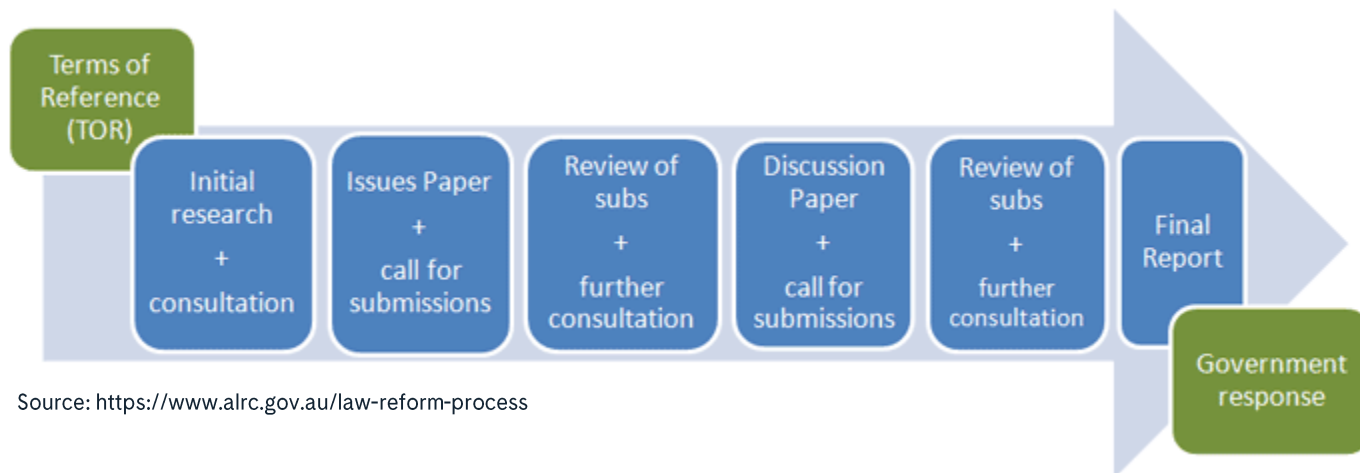 Terms of
Reference
(TOR)
Initial
research
+
consultation
Issues Paper
+
call for
submissions
Review of
subs
+
further
consultation
Discussion
Paper
+
call for
submissions
Review of
subs
+
further
consultation
Final
Report
Government
response
Source: https://www.alrc.gov.au/law-reform-process